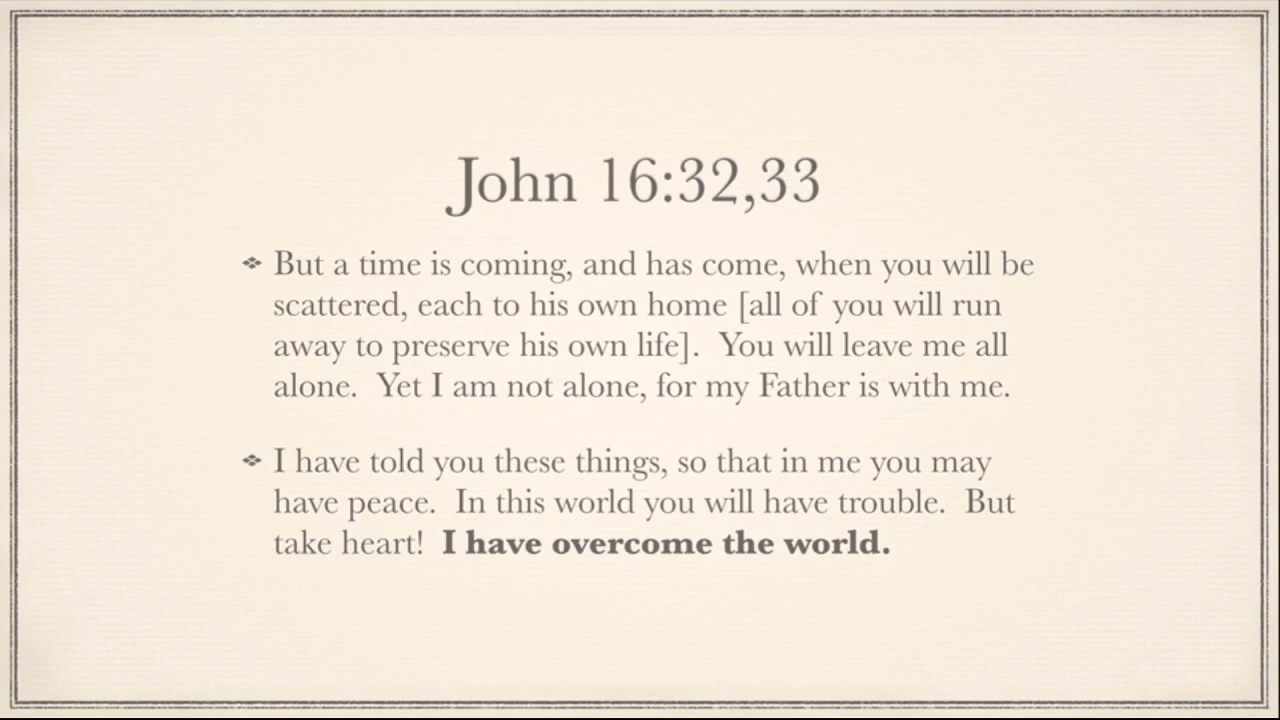 John 16:32,33
But a time is coming, and has come, when you will be
scattered, each to his own home [all of you will run
away to preserve his own life].  You will leave me all
alone.  Yet I am not alone, for my Father is with me.
I have told you these things, so that in me you may
have peace.  In this world you will have trouble.  But
take heart!  I have overcome the world.